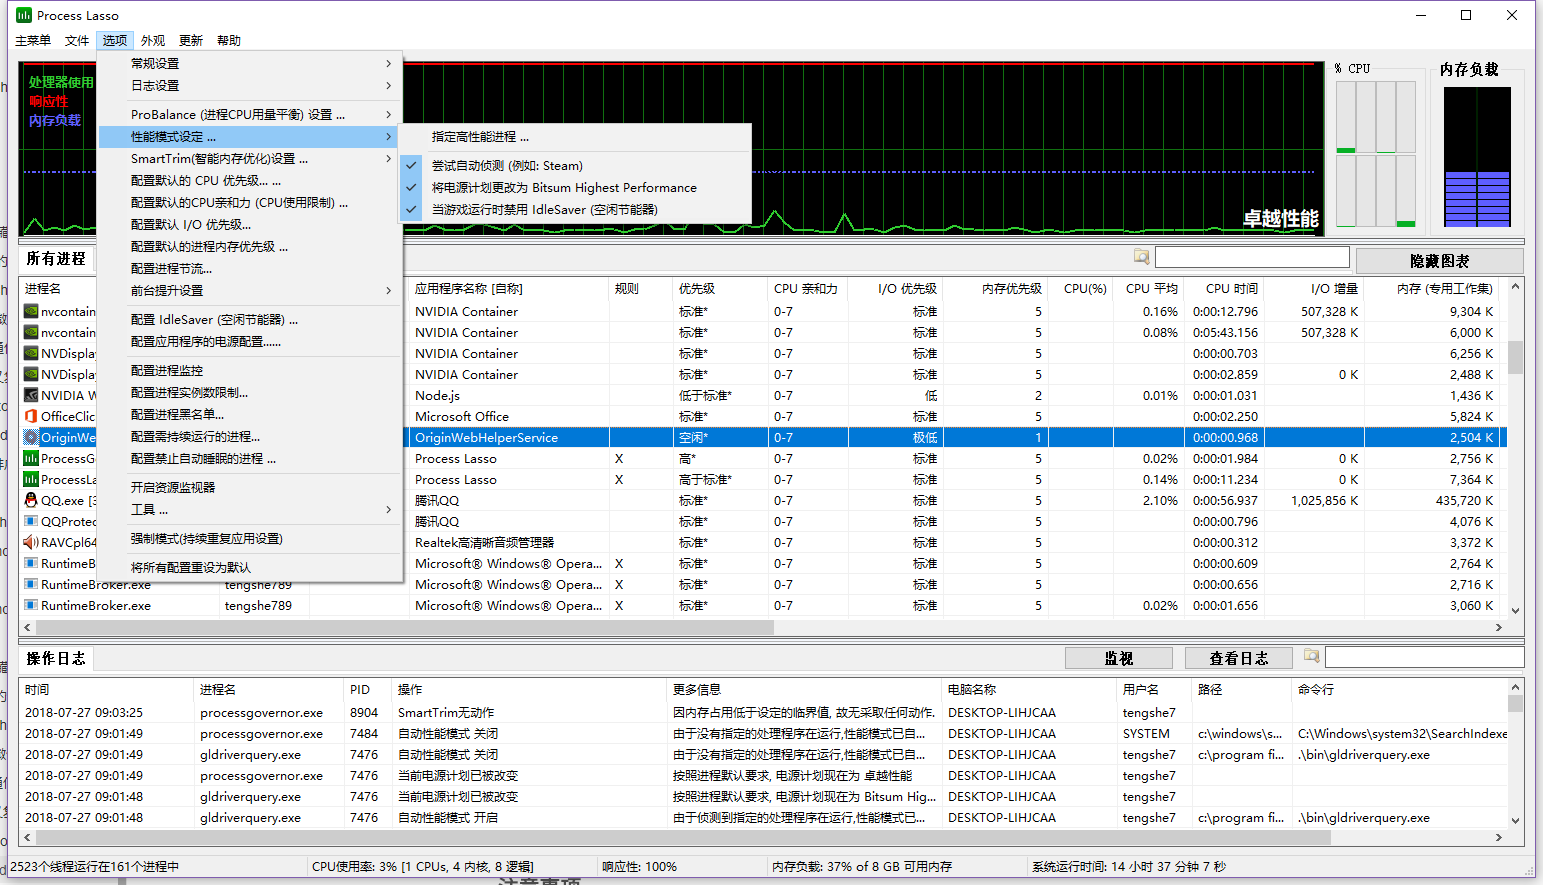 Process Lasso
主菜单 文件 选项 外观 更新 帮助
处理器使用
响应性
内存负载
卓越性能
% CPU
内存负载
常规设置
日志设置
ProBalance (进程CPU用量平衡) 设置 ...
性能模式设定 ...
SmartTrim(智能内存优化)设置 ...
配置默认的 CPU 优先级... ...
配置默认的CPU亲和力 (CPU使用限制) ...
配置默认 I/O 优先级...
配置默认的进程内存优先级 ...
配置进程节流...
前台提升设置
配置 IdleSaver (空闲节能器) ...
配置应用程序的电源配置......
配置进程监控
配置进程实例数限制...
配置进程黑名单...
配置需持续运行的进程...
配置禁止自动睡眠的进程 ...
开启资源监视器
工具 ...
强制模式(持续重复应用设置)
将所有配置重设为默认
指定高性能进程 ...
尝试自动侦测 (例如: Steam)
将电源计划更改为 Bitsum Highest Performance
当游戏运行时禁用 IdleSaver (空闲节能器)
所有进程
隐藏图表
进程名 应用程序名称 [自称] 规则 优先级 CPU 亲和力 I/O 优先级 内存优先级 CPU(%) CPU 平均 CPU 时间 I/O 增量 内存 (专用工作集)
nvcontain NVIDIA Container 标准* 0-7 标准 5 0.16% 0:00:12.796 507,328 K 9,304 K
nvcontain NVIDIA Container 标准* 0-7 标准 5 0.08% 0:05:43.156 507,328 K 6,000 K
NVDisplay NVIDIA Container 标准* 0-7 标准 5 0:00:00.703 6,256 K
NVDisplay NVIDIA Container 标准* 0-7 标准 5 0:00:02.859 0 K 2,488 K
NVIDIA W Node.js 低于标准* 0-7 低 2 0.01% 0:00:01.031 1,436 K
OfficeClic Microsoft Office 标准* 0-7 标准 5 0:00:02.250 5,824 K
OriginWe OriginWebHelperService 空闲* 0-7 极低 1 0:00:00.968 2,504 K
ProcessG Process Lasso X 高* 0-7 标准 5 0.02% 0:00:01.984 0 K 2,756 K
ProcessLa Process Lasso X 高于标准* 0-7 标准 5 0.14% 0:00:11.234 0 K 7,364 K
QQ.exe [3 腾讯QQ 标准* 0-7 标准 5 2.10% 0:00:56.937 1,025,856 K 435,720 K
QQProtec 腾讯QQ 标准* 0-7 标准 5 0:00:00.796 4,076 K
RAVCpl64 Realtek高清晰音频管理器 标准* 0-7 标准 5 0:00:00.312 3,372 K
RuntimeB Microsoft® Windows® Opera... X 标准* 0-7 标准 5 0:00:00.609 2,764 K
RuntimeBroker.exe tengshe789 Microsoft® Windows® Opera... X 标准* 0-7 标准 5 0:00:00.656 2,716 K
RuntimeBroker.exe tengshe789 Microsoft® Windows® Opera... X 标准* 0-7 标准 5 0.02% 0:00:01.656 3,060 K
操作日志
监视
查看日志
时间 进程名 PID 操作 更多信息 电脑名称 用户名 路径 命令行
2018-07-27 09:03:25 processgovernor.exe 8904 SmartTrim无动作 因内存占用低于设定的临界值, 故无采取任何动作. DESKTOP-LIHJCAA tengshe7
2018-07-27 09:01:49 processgovernor.exe 7484 自动性能模式 关闭 由于没有指定的处理程序在运行,性能模式已自... DESKTOP-LIHJCAA SYSTEM c:\windows\s... C:\Windows\system32\SearchIndexe
2018-07-27 09:01:49 gldriverquery.exe 7476 自动性能模式 关闭 由于没有指定的处理程序在运行,性能模式已自... DESKTOP-LIHJCAA tengshe7 c:\program fi... .\bin\gldriverquery.exe
2018-07-27 09:01:49 processgovernor.exe 7476 当前电源计划已被改变 按照进程默认要求, 电源计划现在为 卓越性能 DESKTOP-LIHJCAA tengshe7
2018-07-27 09:01:48 gldriverquery.exe 7476 当前电源计划已被改变 按照进程默认要求, 电源计划现在为 Bitsum Hig... DESKTOP-LIHJCAA tengshe7
2018-07-27 09:01:48 gldriverquery.exe 7476 自动性能模式 开启 由于侦测到指定的处理程序在运行,性能模式已... DESKTOP-LIHJCAA tengshe7 c:\program fi... .\bin\gldriverquery.exe
2523个线程运行在161个进程中 CPU使用率: 3% [1 CPUs, 4 内核, 8 逻辑] 响应性: 100% 内存负载: 37% of 8 GB 可用内存 系统运行时间: 14 小时 37 分钟 7 秒